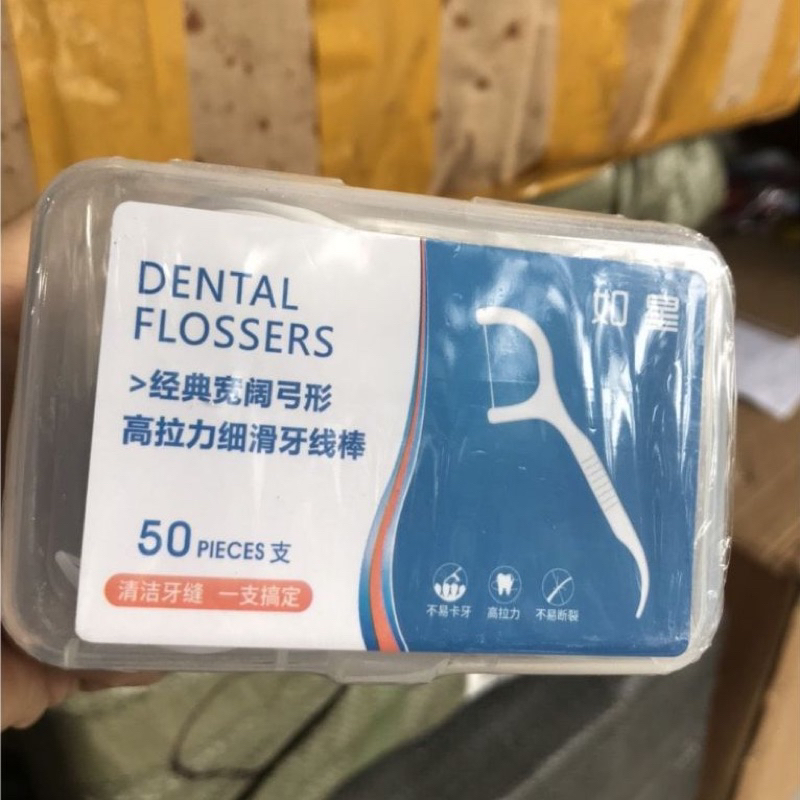 DENTAL
FLOSSERS
>经典宽阔弓形
高拉力细滑牙线棒
50 PIECES 支
清洁牙缝 一支搞定
如星
不易卡牙 高拉力 不易断裂